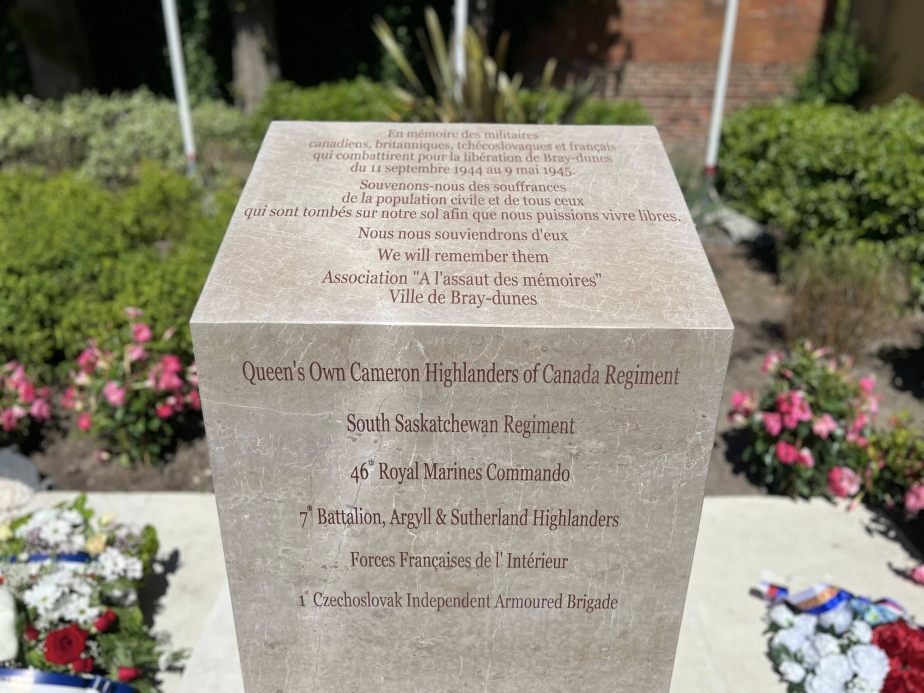 En mémoire des militaires
canadiens, britanniques, tchécoslovaques et français
qui combattirent pour la libération de Bray-dunes
du 11 septembre 1944 au 9 mai 1945.
Souvenons-nous des souffrances
de la population civile et de tous ceux
qui sont tombés sur notre sol afin que nous puissions vivre libres.
Nous nous souviendrons d'eux
We will remember them
Association "A l'assaut des mémoires"
Ville de Bray-dunes
Queen's Own Cameron Highlanders of Canada Regiment
South Saskatchewan Regiment
46th Royal Marines Commando
7th Battalion, Argyll & Sutherland Highlanders
Forces Françaises de l' Intérieur
1st Czechoslovak Independent Armoured Brigade